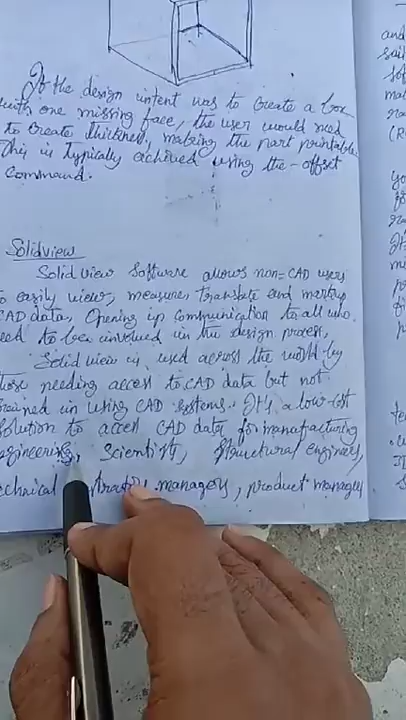 If the design intent was to create a box
with one missing face, the user would need
to create thickness, making the part printable
This is typically achived using the-offset
command.
Solidview
Solid view Software allows non-CAD users
to easily view, measure, translate and markup
CAD data, Opening up communication to all who
need to be involved in the design process,
Solid view is used across the world by
those needing access to CAD data but not
trained in using CAD systems. It's a low-cost
solution to access CAD data for manufacturing
engineering, scientists, structural engineers,
managers, product managers